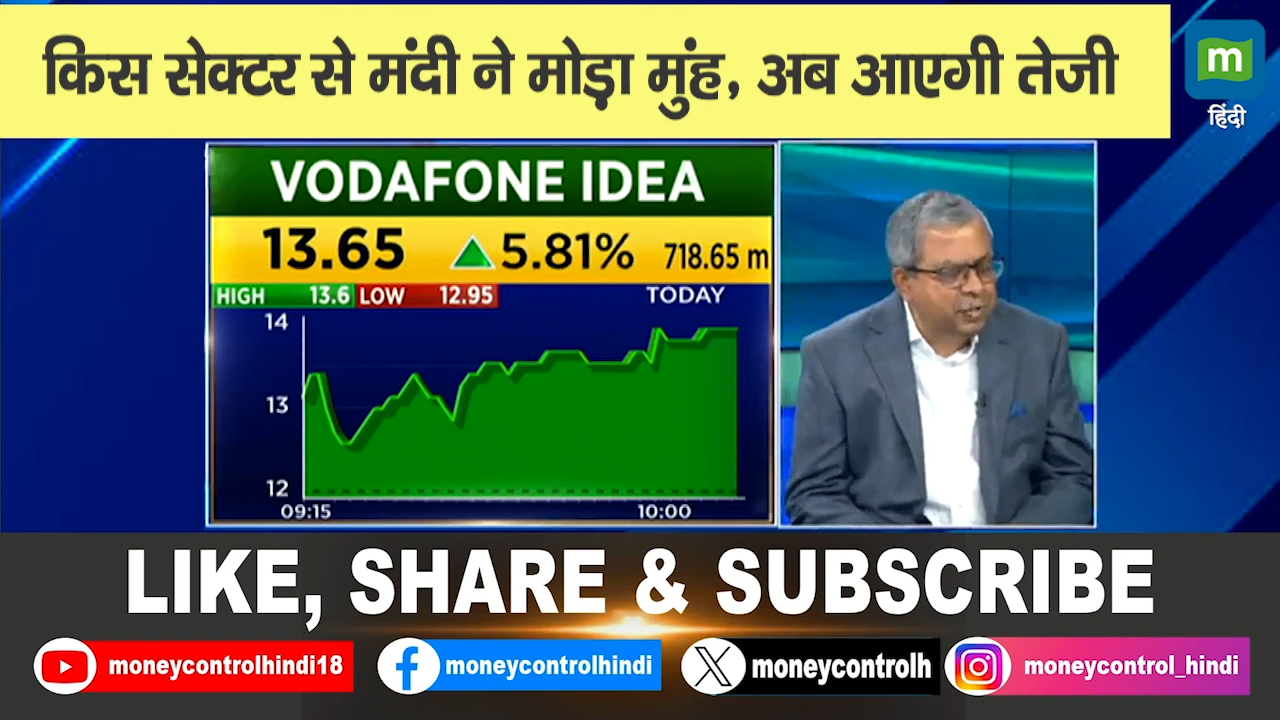 किस सेक्टर से मंदी ने मोड़ा मुंह, अब आएगी तेजी
m
हिंदी
VODAFONE IDEA
13.65 5.81% 718.65 m
HIGH 13.6 LOW 12.95 TODAY
14
13
12
09:15 10:00
LIKE, SHARE & SUBSCRIBE
moneycontrolhindi18 moneycontrolhindi moneycontrolh moneycontrol_hindi